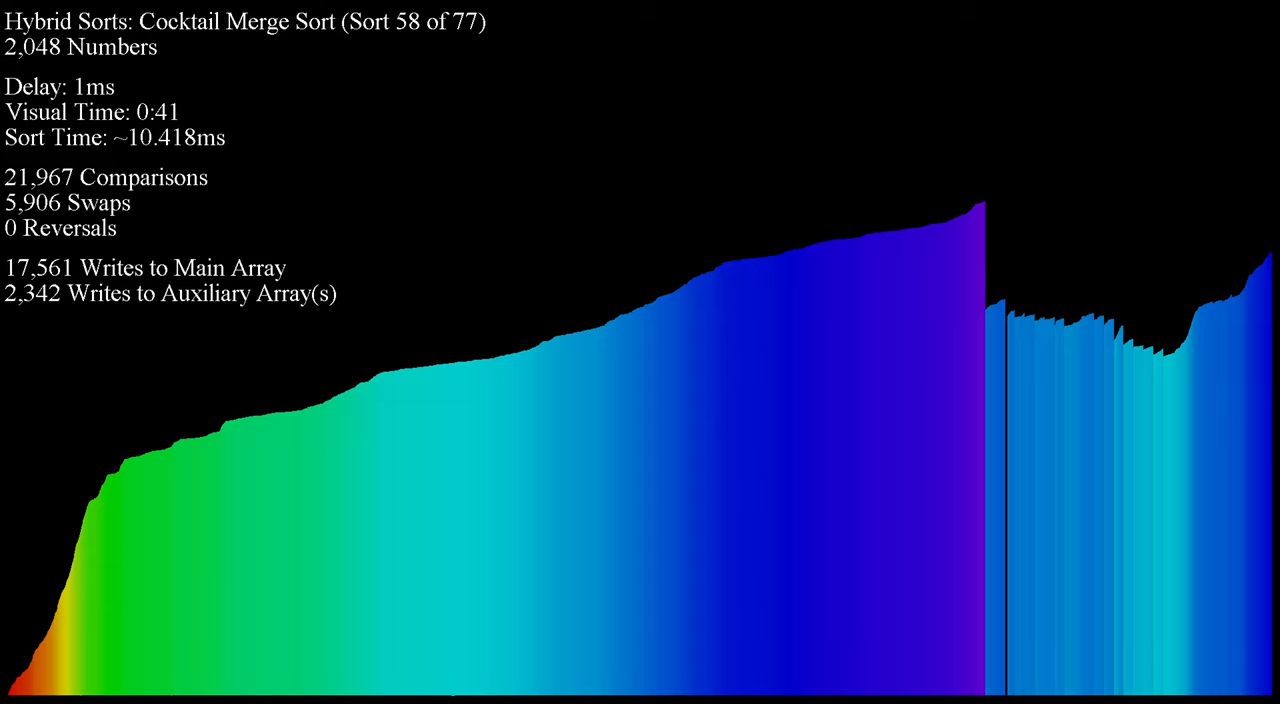 Hybrid Sorts: Cocktail Merge Sort (Sort 58 of 77)
2,048 Numbers
Delay: 1ms
Visual Time: 0:41
Sort Time: ~10.418ms
21,967 Comparisons
5,906 Swaps
0 Reversals
17,561 Writes to Main Array
2,342 Writes to Auxiliary Array(s)